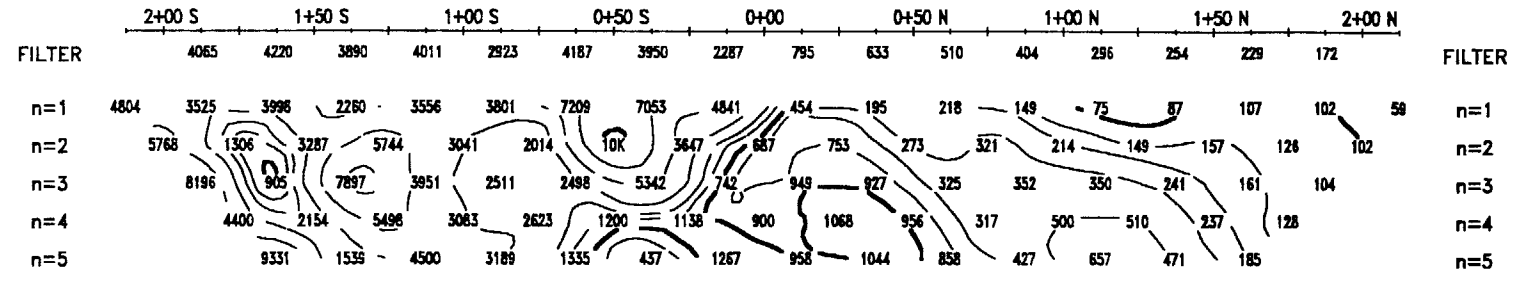 2+00 S 1+50 S 1+00 S 0+50 S 0+00 0+50 N 1+00 N 1+50 N 2+00 N
FILTER 4065 4220 3890 4011 2923 4187 3950 2287 795 633 510 404 296 254 229 172 FILTER
n=1 4804 3525 3996 2260 3556 3801 7209 7053 4841 454 195 218 149 75 87 107 102 59 n=1
n=2 5768 1306 3287 5744 3041 2014 10K 3647 687 753 273 321 214 149 157 126 102 n=2
n=3 8196 905 7897 3951 2511 2498 5342 742 949 927 325 352 350 241 161 104 n=3
n=4 4400 2154 5498 3083 2623 1200 1138 900 1068 956 317 500 510 237 128 n=4
n=5 9331 1539 4500 3189 1335 437 1267 958 1044 858 427 657 471 185 n=5